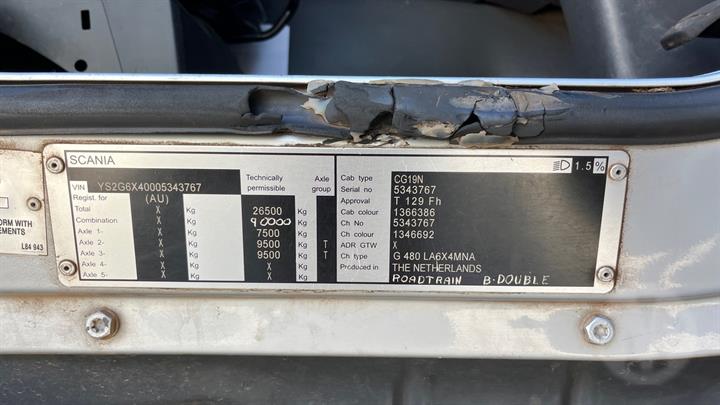 SCANIA
VIN YS2G6X40005343767
Regist. for (AU)
Technically permissible
Axle group
Total X Kg 26500 Kg
Combination X Kg 90000 Kg
Axle 1- X Kg 7500 Kg
Axle 2- X Kg 9500 Kg T
Axle 3- X Kg 9500 Kg T
Axle 4- X Kg X Kg
Axle 5- X Kg X Kg
Cab type CG19N
Serial no 5343767
Approval T 129 Fh
Cab colour 1366386
Ch No 5343767
Ch colour 1346692
ADR GTW X
Ch type G 480 LA6X4MNA
Produced in THE NETHERLANDS
ROADTRAIN B·DOUBLE
1.5%
ORM WITH
EMENTS
L84 943